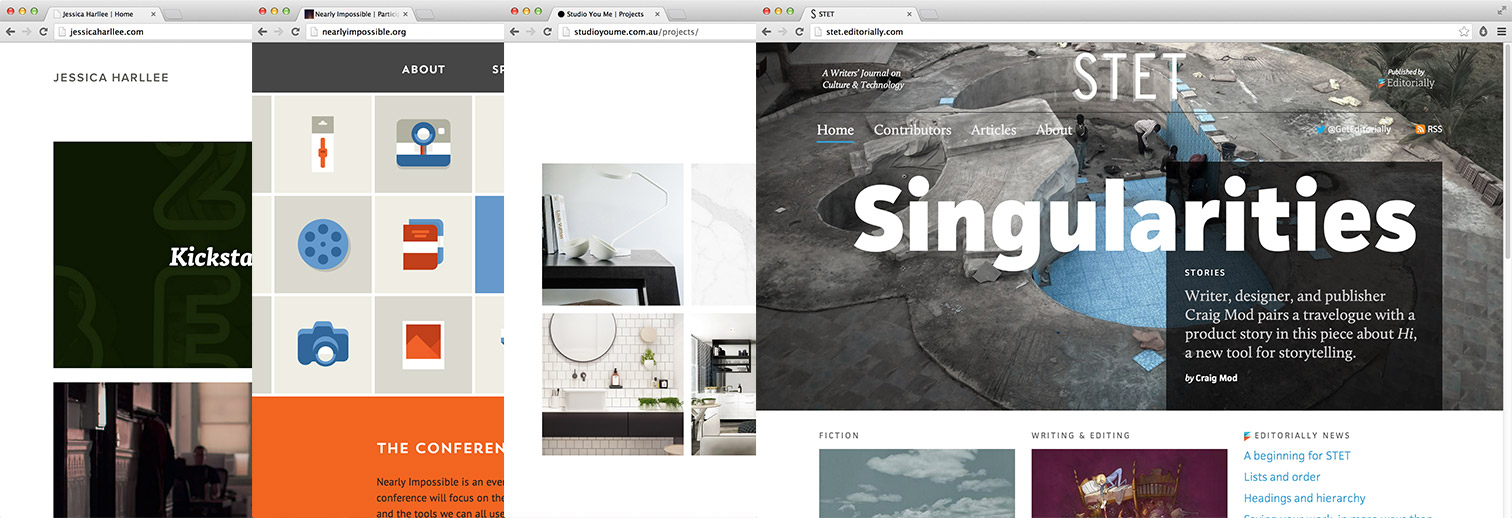 Jessica Harllee | Home
jessicaharllee.com
JESSICA HARLLEE
Kicksta
Nearly Impossible | Partici
nearlyimpossible.org
ABOUT SP
THE CONFEREN
Nearly Impossible is an ever
conference will focus on the
and the tools we can all use
Studio You Me | Projects
studioyoume.com.au/projects/
STET
stet.editorially.com
A Writers' Journal on
Culture & Technology
STET
Published by
Editorially
Home Contributors Articles About
@GetEditorially RSS
Singularities
STORIES
Writer, designer, and publisher
Craig Mod pairs a travelogue with a
product story in this piece about Hi,
a new tool for storytelling.
by Craig Mod
FICTION
WRITING & EDITING
EDITORIALLY NEWS
A beginning for STET
Lists and order
Headings and hierarchy